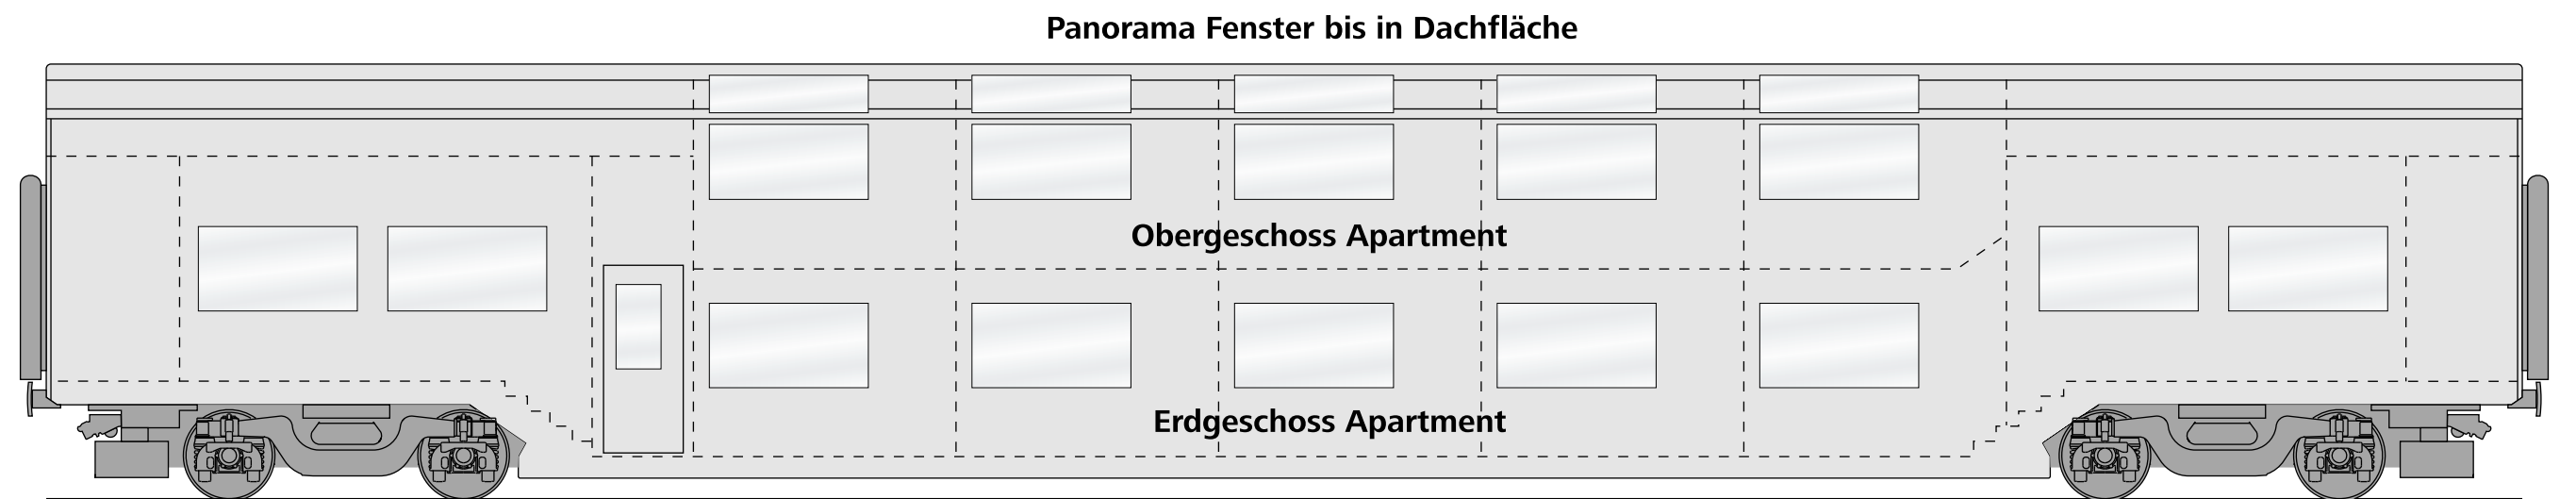 Panorama Fenster bis in Dachfläche
Obergeschoss Apartment
Erdgeschoss Apartment